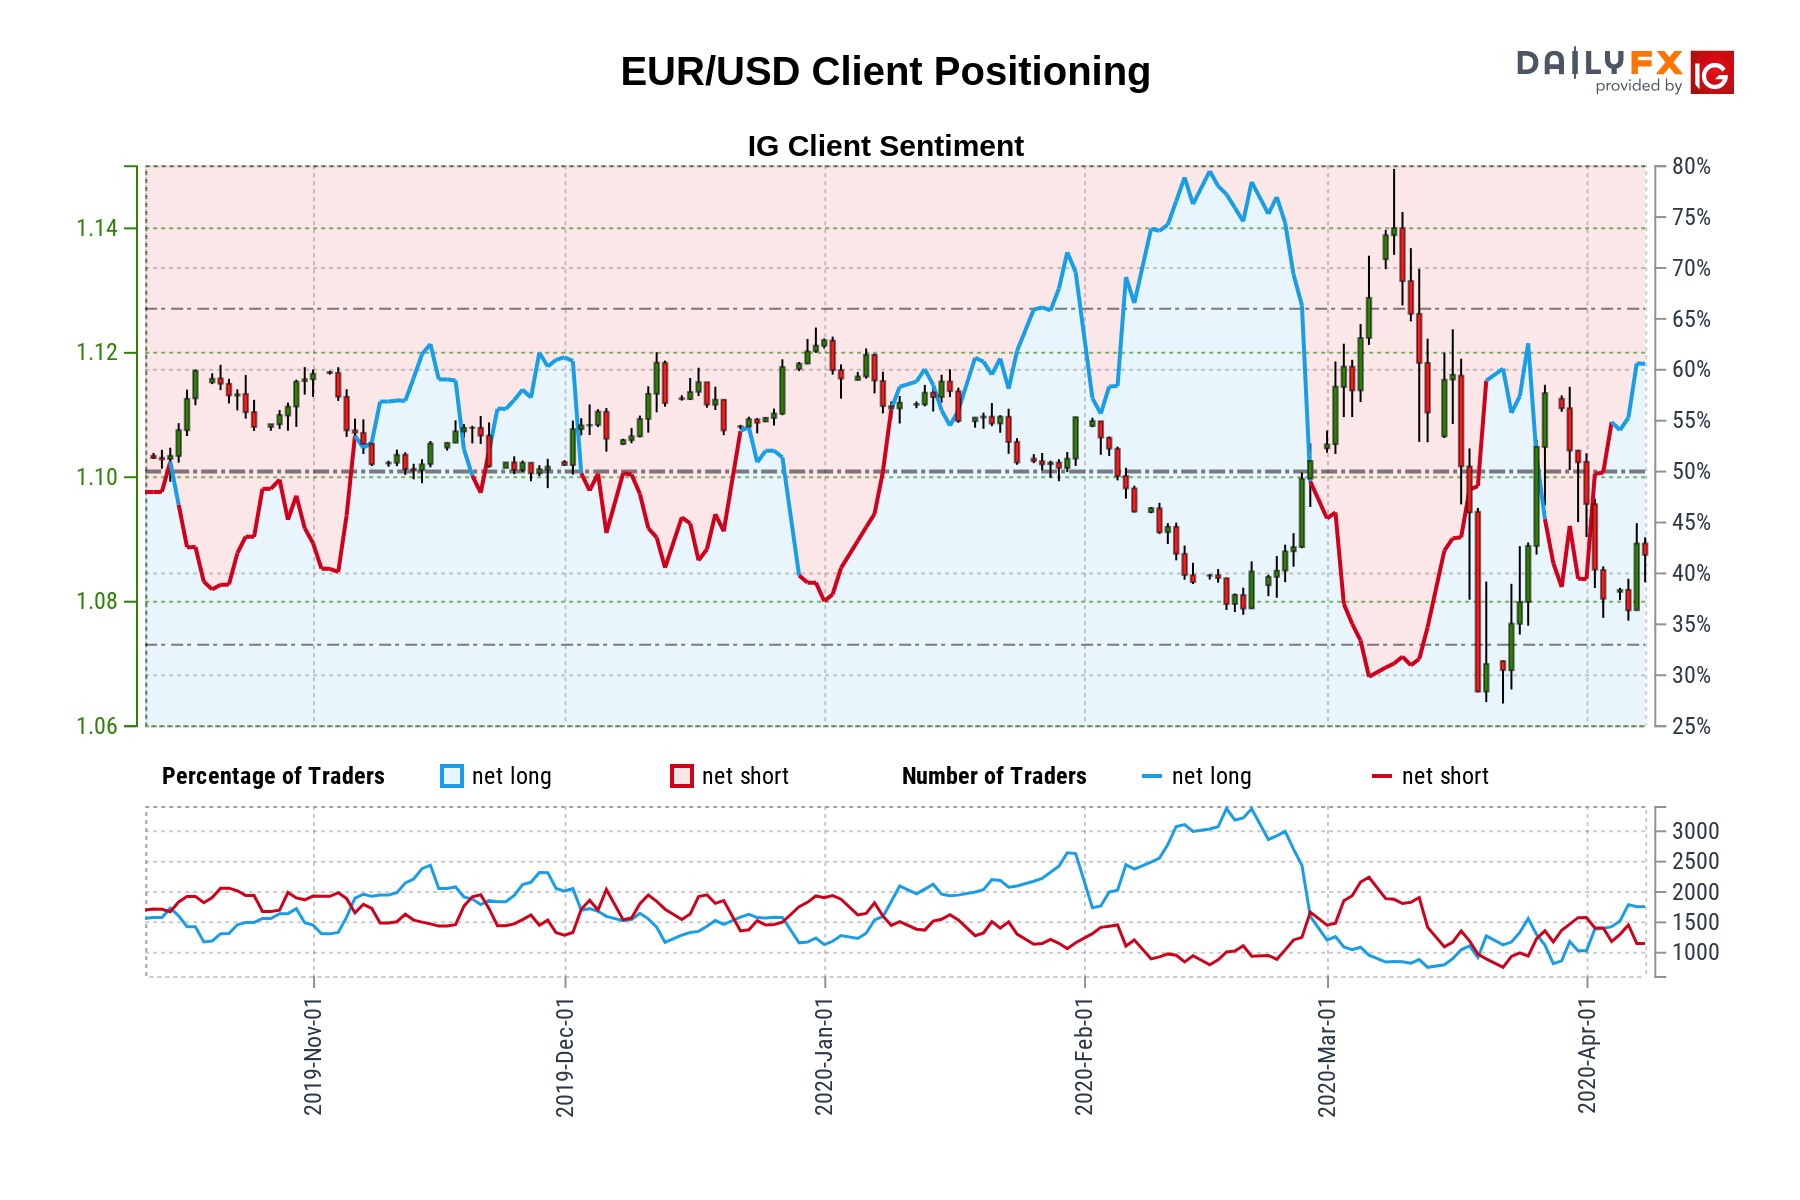 EUR/USD Client Positioning
DAILYFX
provided by
IG
IG Client Sentiment
1.14
1.12
1.10
1.08
1.06
80%
75%
70%
65%
60%
55%
50%
45%
40%
35%
30%
25%
Percentage of Traders net long net short Number of Traders net long net short
3000
2500
2000
1500
1000
2019-Nov-01
2019-Dec-01
2020-Jan-01
2020-Feb-01
2020-Mar-01
2020-Apr-01